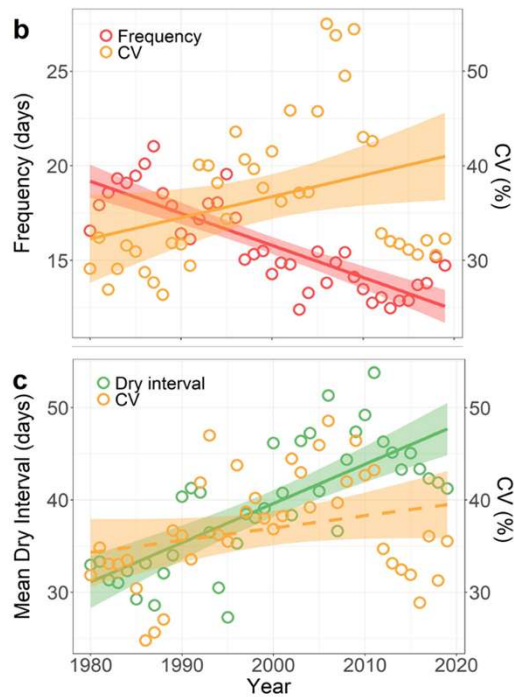 b
Frequency
CV
25
20
15
Frequency (days)
50
40
30
CV (%)
c
Dry interval
CV
50
40
30
Mean Dry Interval (days)
50
40
30
CV (%)
1980
1990
2000
2010
2020
Year